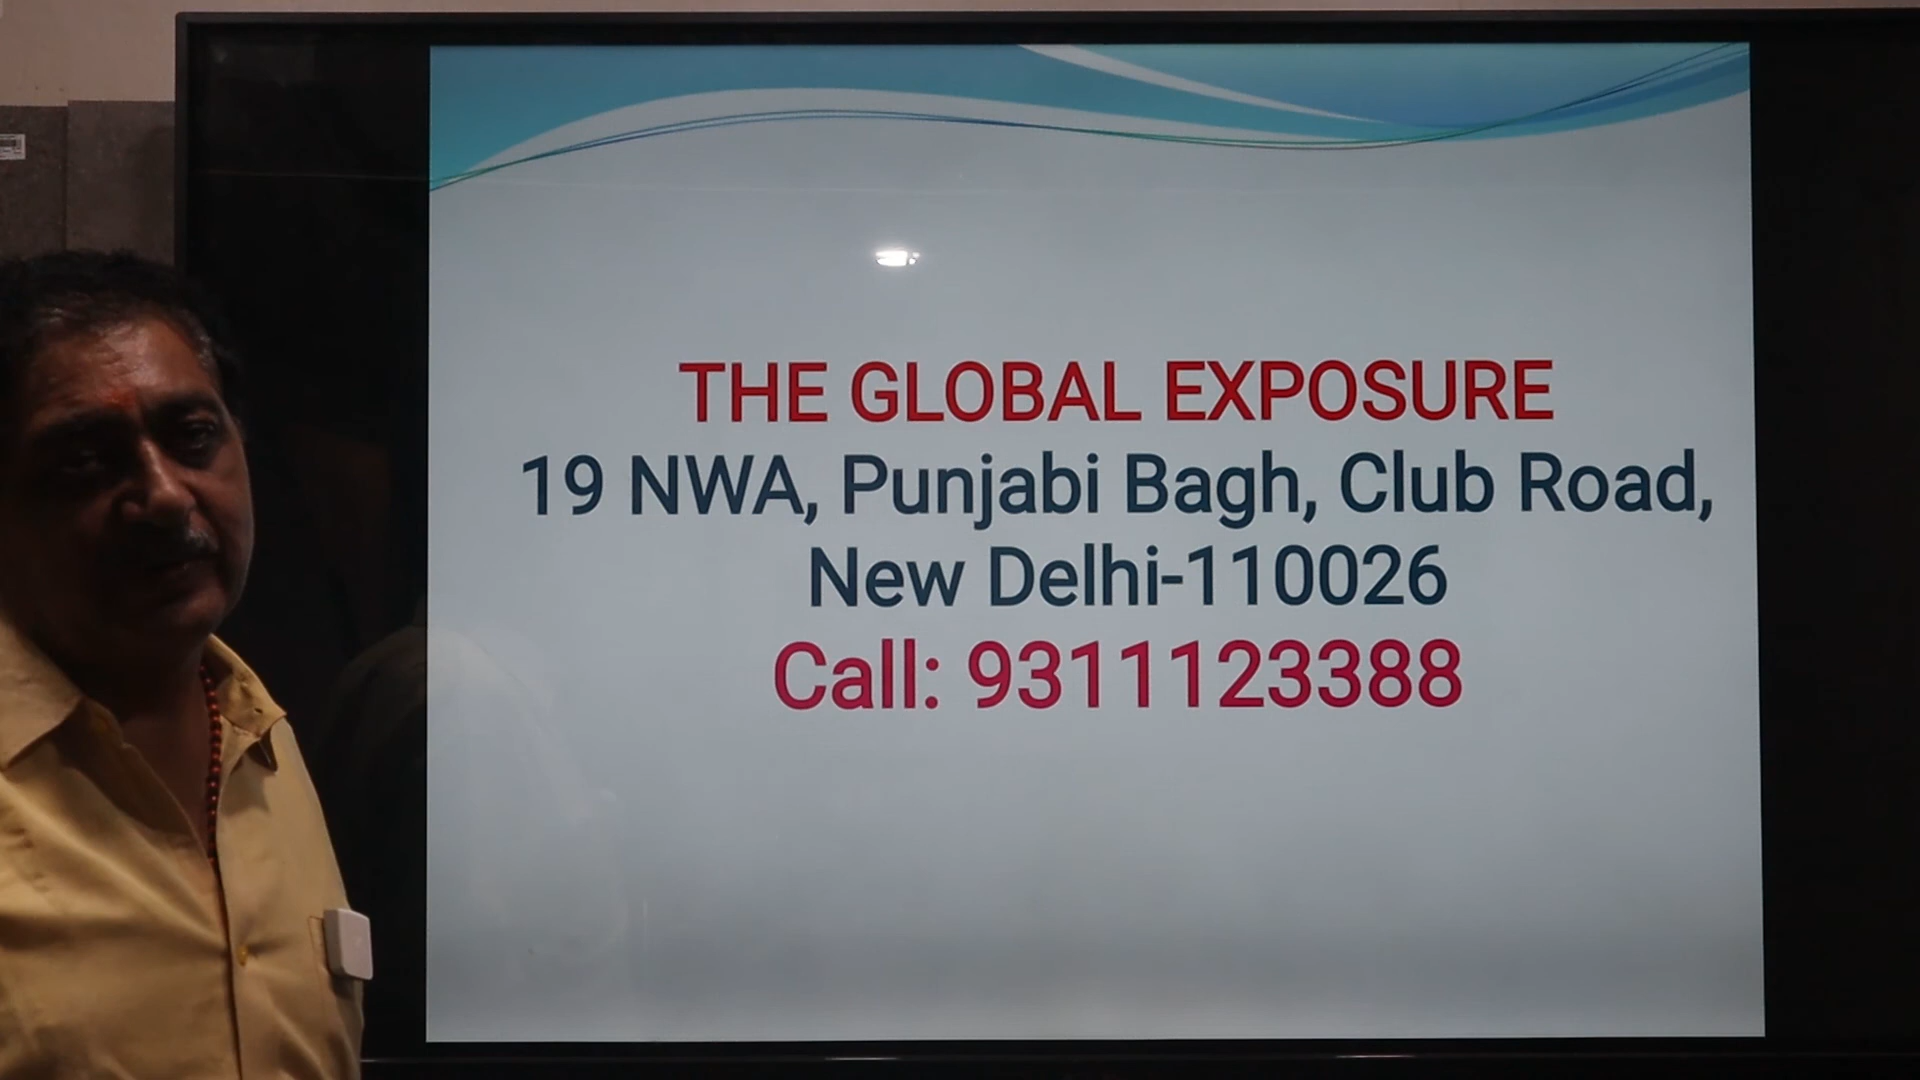 THE GLOBAL EXPOSURE
19 NWA, Punjabi Bagh, Club Road,
New Delhi-110026
Call: 9311123388